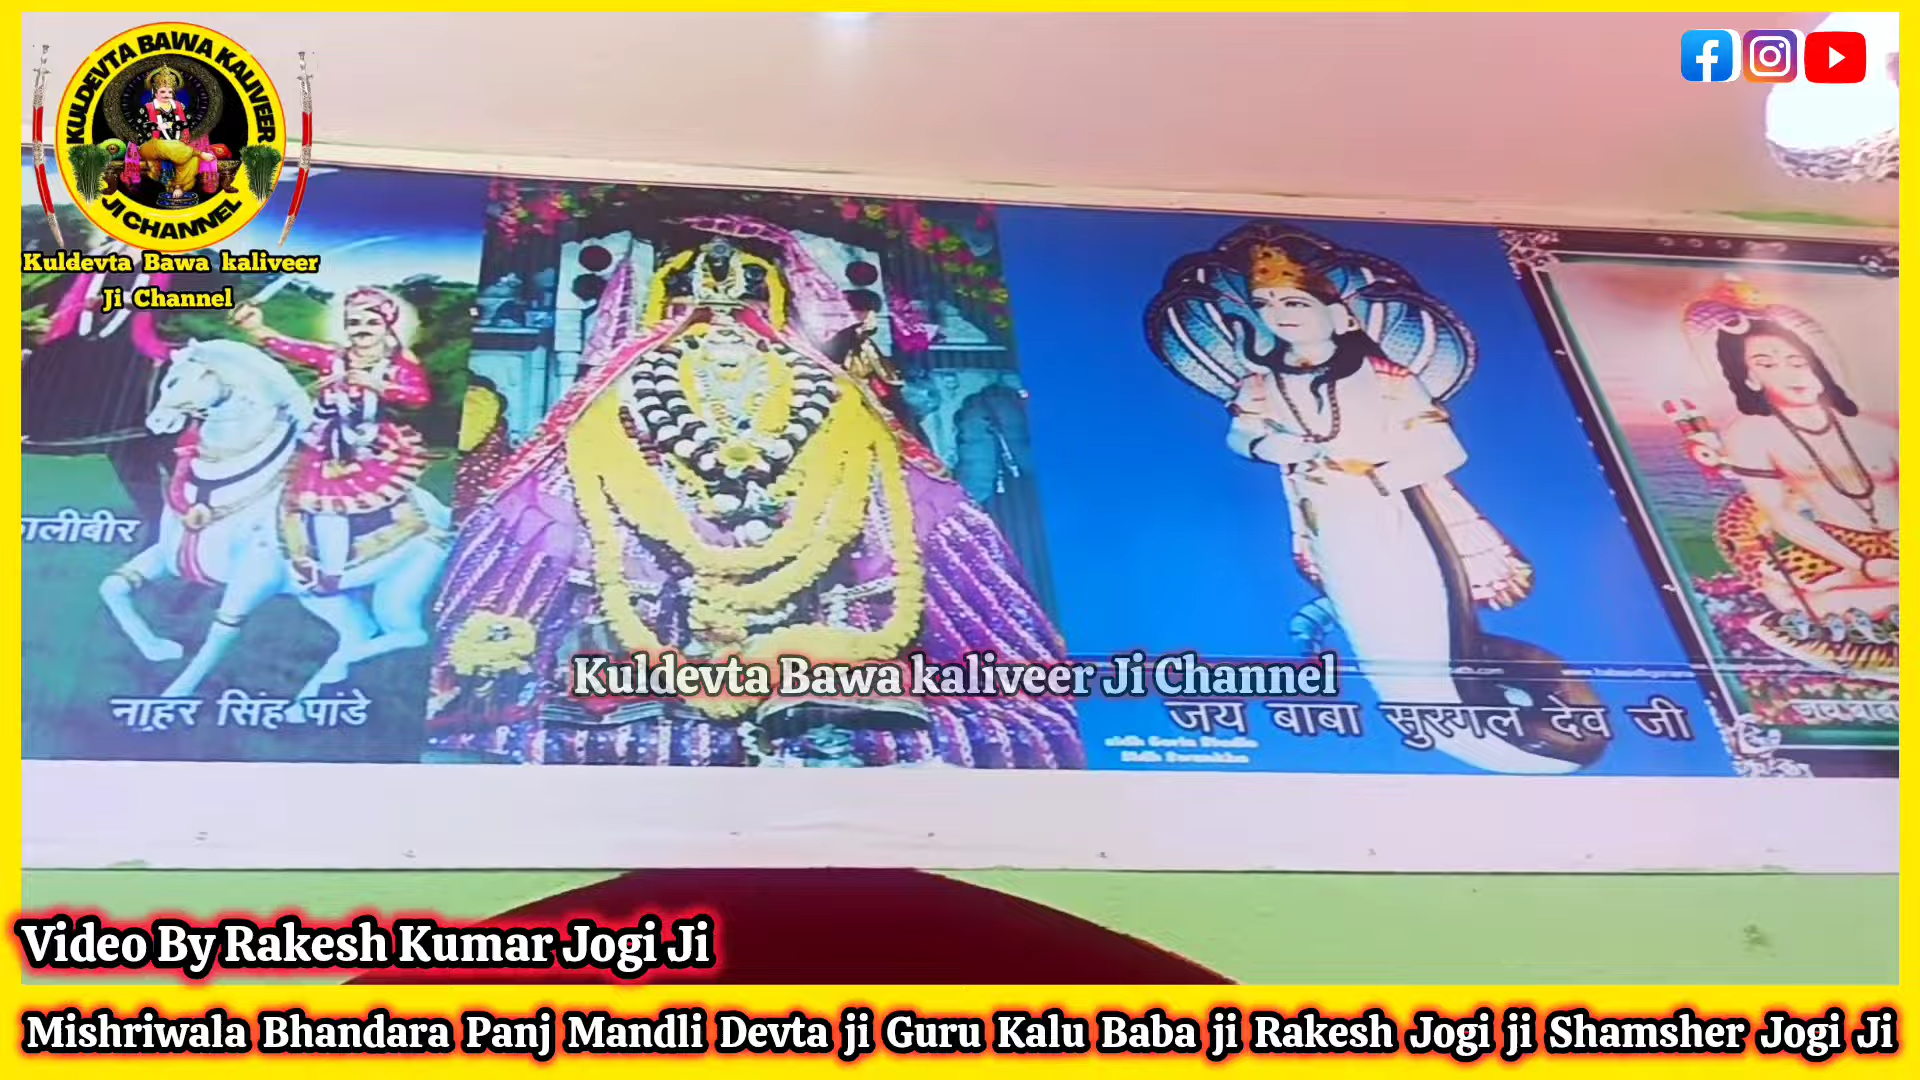 KULDEVTA BAWA KALIVEER
JI CHANNEL
Kuldevta Bawa kaliveer
Ji Channel
नाहर सिंह पांडे
Kuldevta Bawa kaliveer Ji Channel
जय बाबा सुरगल देव जी
Video By Rakesh Kumar Jogi Ji
Mishriwala Bhandara Panj Mandli Devta ji Guru Kalu Baba ji Rakesh Jogi ji Shamsher Jogi Ji